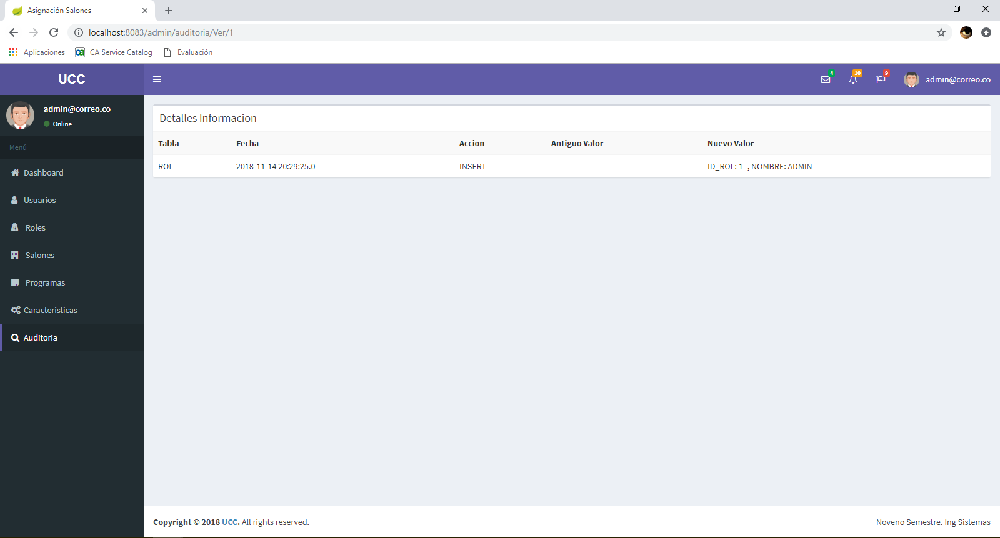 Asignación Salones
localhost:8083/admin/auditoria/Ver/1
Aplicaciones CA Service Catalog Evaluación
UCC
4 10 9 admin@correo.co
admin@correo.co
Online
Menú
Dashboard
Usuarios
Roles
Salones
Programas
Caracteristicas
Auditoria
Detalles Informacion
Tabla Fecha Accion Antiguo Valor Nuevo Valor
ROL 2018-11-14 20:29:25.0 INSERT ID_ROL: 1 -, NOMBRE: ADMIN
Copyright © 2018 UCC. All rights reserved. Noveno Semestre. Ing Sistemas